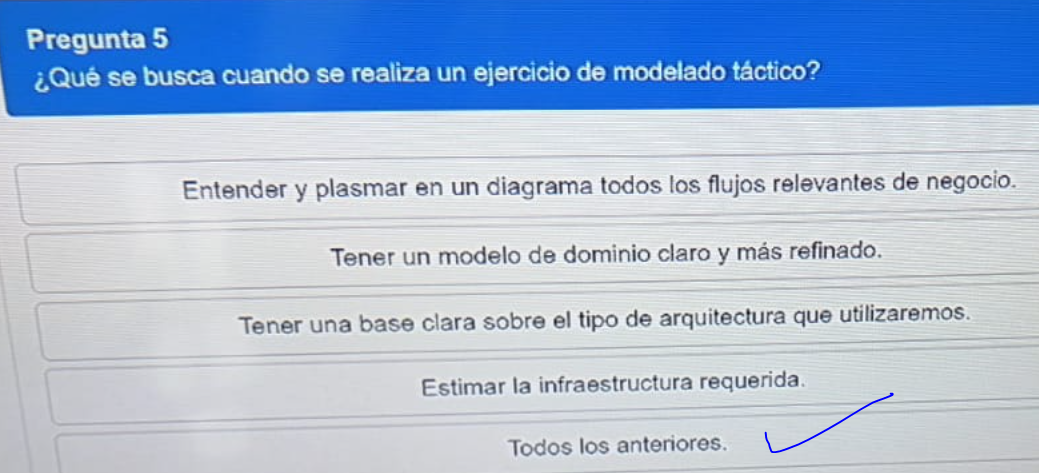 Pregunta 5
¿Qué se busca cuando se realiza un ejercicio de modelado táctico?
Entender y plasmar en un diagrama todos los flujos relevantes de negocio.
Tener un modelo de dominio claro y más refinado.
Tener una base clara sobre el tipo de arquitectura que utilizaremos.
Estimar la infraestructura requerida.
Todos los anteriores.